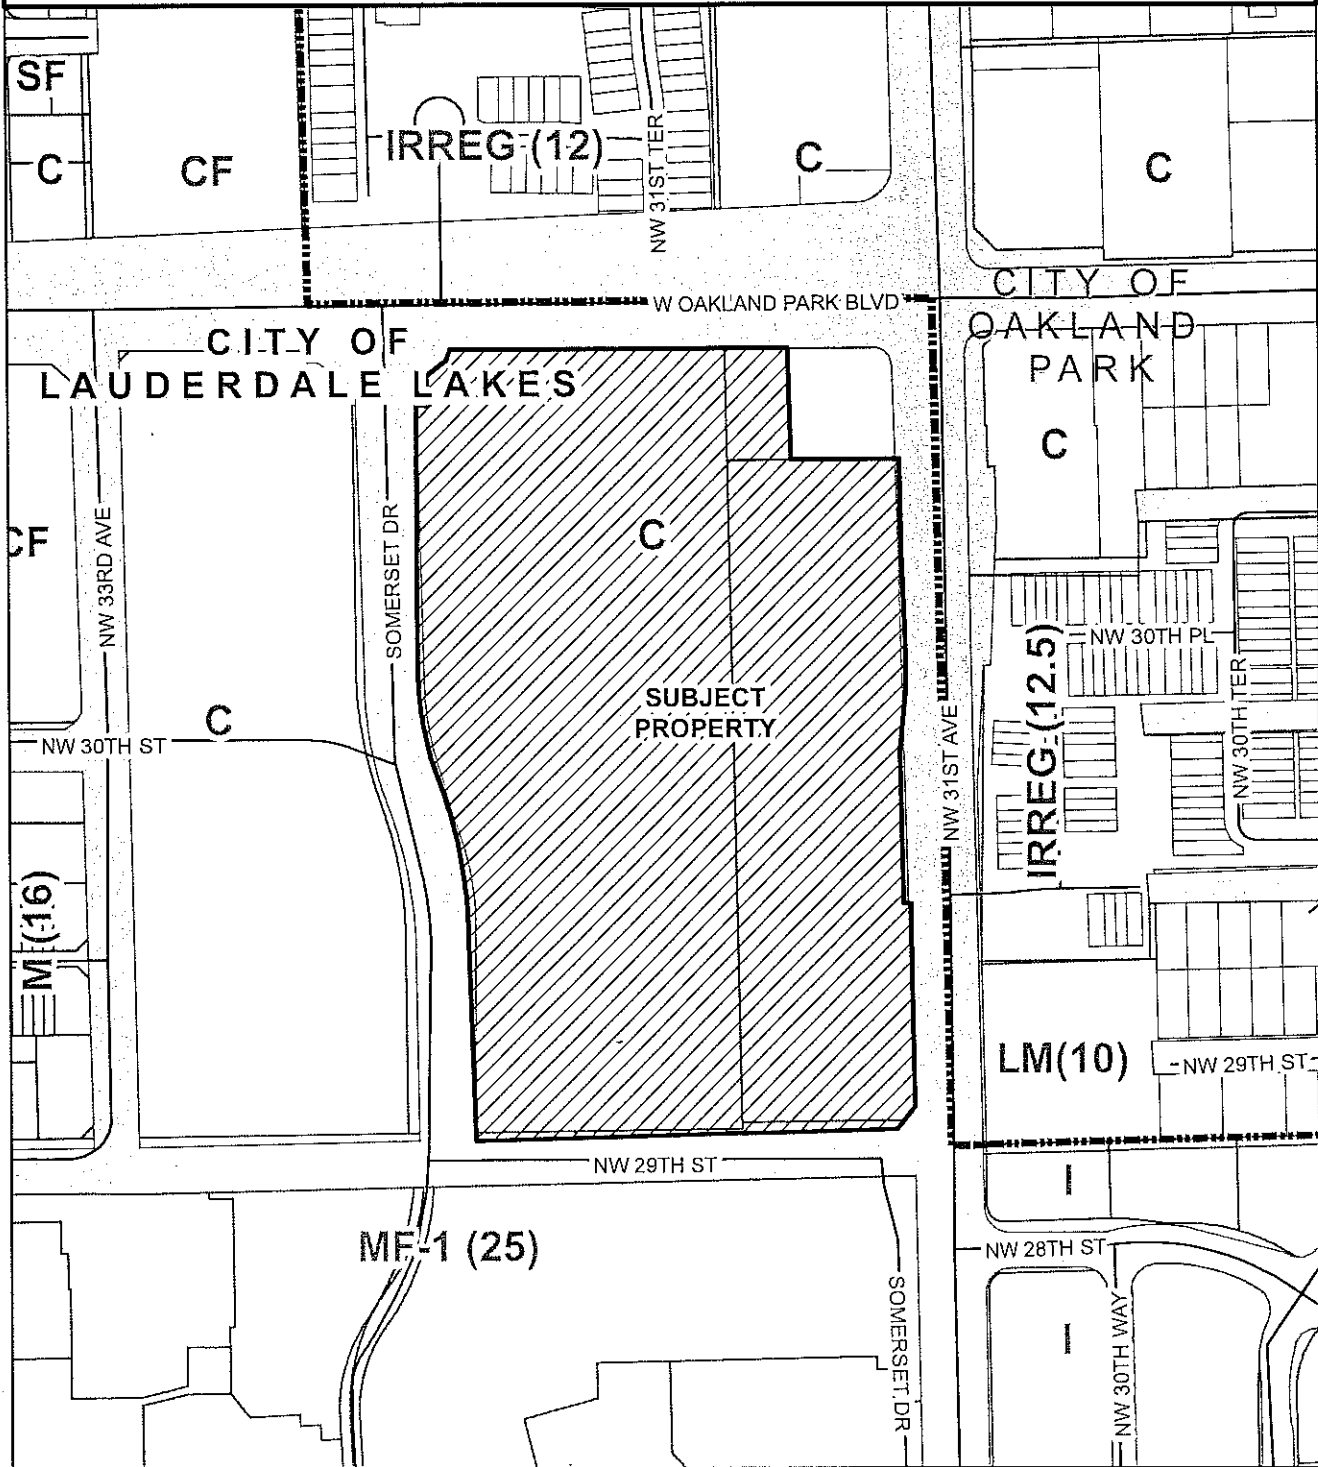 SF
C
CF
IRREG (12)
NW 31ST TER
C
C
W OAKLAND PARK BLVD
CITY OF
OAKLAND
PARK
CITY OF
LAUDERDALE LAKES
C
CF
NW 33RD AVE
SOMERSET DR
C
C
SUBJECT
PROPERTY
NW 30TH ST
NW 31ST AVE
IRREG (12.5)
NW 30TH PL
NW 30TH TER
M (16)
LM(10)
NW 29TH ST
NW 29TH ST
MF-1 (25)
I
NW 28TH ST
SOMERSET DR
I
NW 30TH WAY